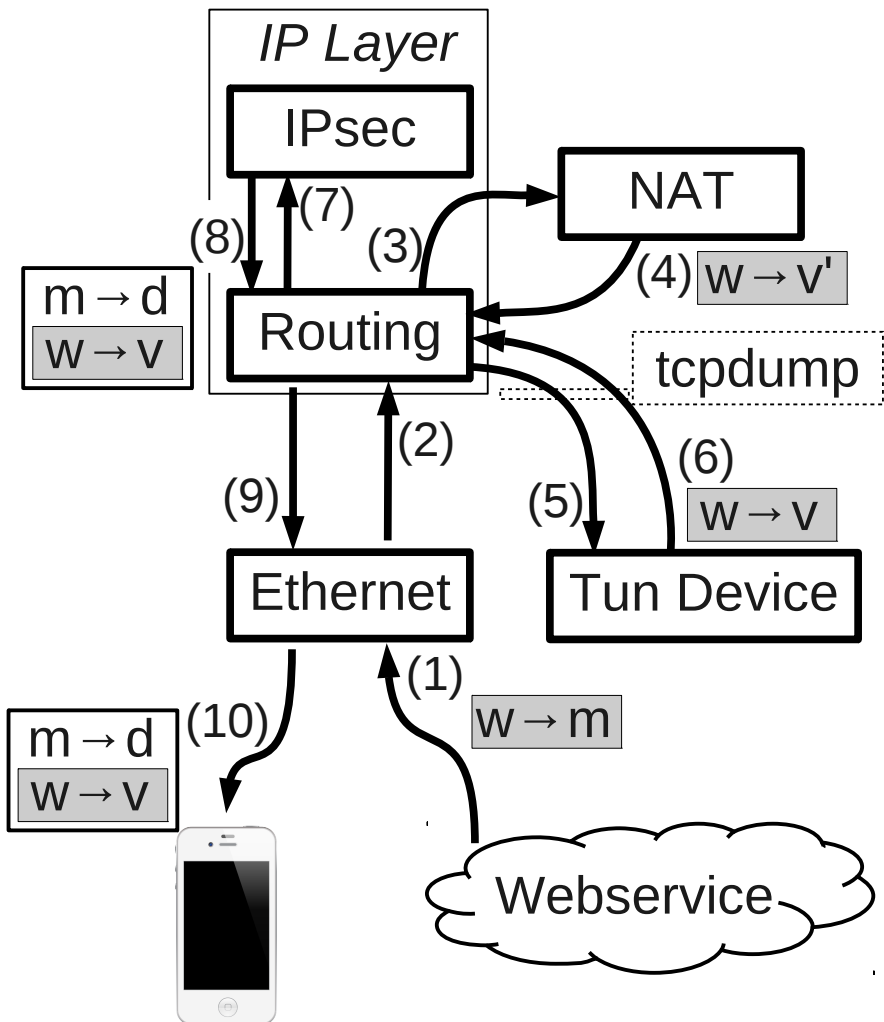 IP Layer
IPsec
NAT
(8)
(7)
(3)
(4)
w→v'
m→d
w→v
Routing
tcpdump
(2)
(9)
(5)
(6)
w→v
Ethernet
Tun Device
(10)
(1)
w→m
m→d
w→v
Webservice